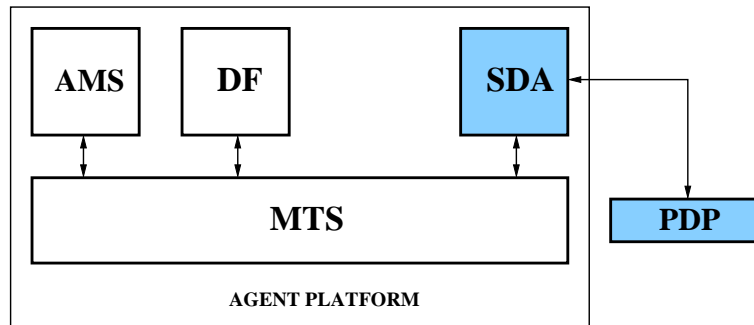 AMS
DF
SDA
MTS
PDP
AGENT PLATFORM